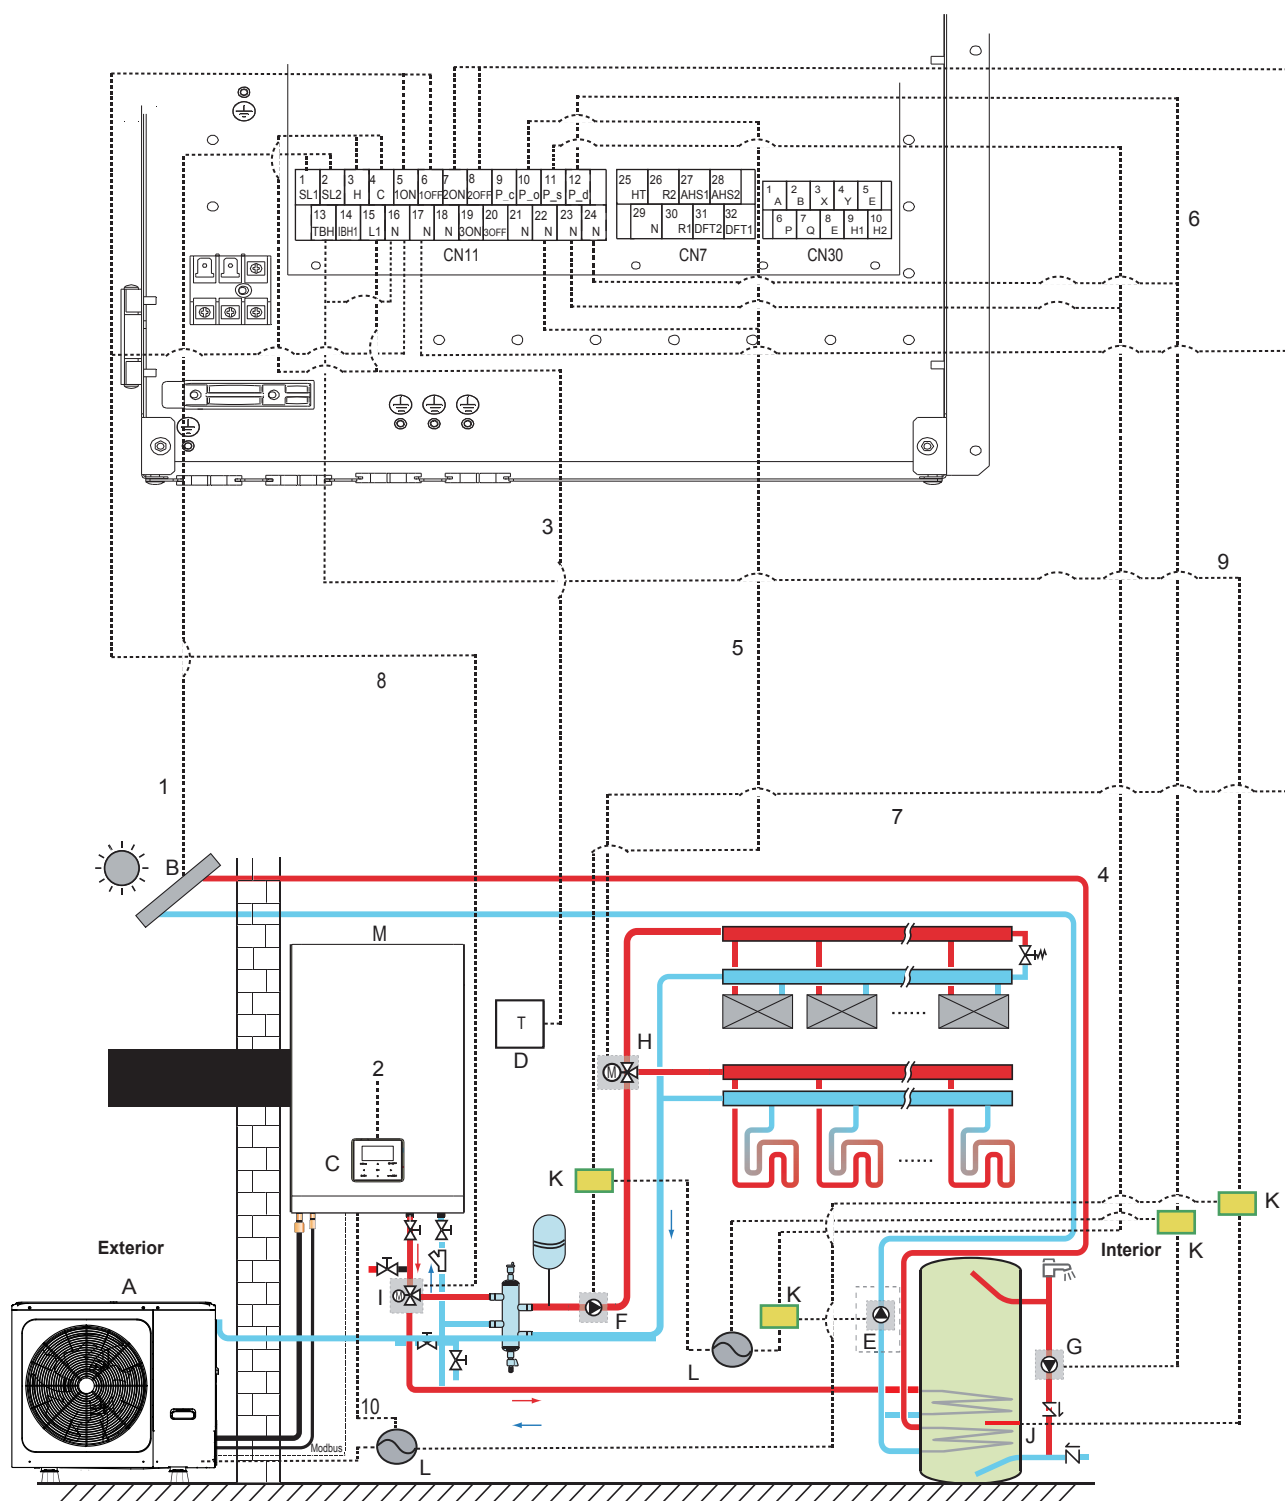 1 2 3 4 5 6 7 8 9 10 11 12
SL1 SL2 H C 1ON 1OFF 2ON 2OFF P_c P_o P_s P_d
13 14 15 16 17 18 19 20 21 22 23 24
TBH IBH1 L1 N N N 3ON 3OFF N N N N
CN11
25 26 27 28
HT R2 AHS1 AHS2
29 30 31 32
N R1 DFT2 DFT1
CN7
1 2 3 4 5
A B X Y E
6 7 8 9 10
P Q E H1 H2
CN30
6
3
9
5
8
1
7
B
4
M
T
D
H
M
2
C
K
K
K
Exterior
Interior
A
I
M
K
F
E
G
L
10
J
Modbus
L